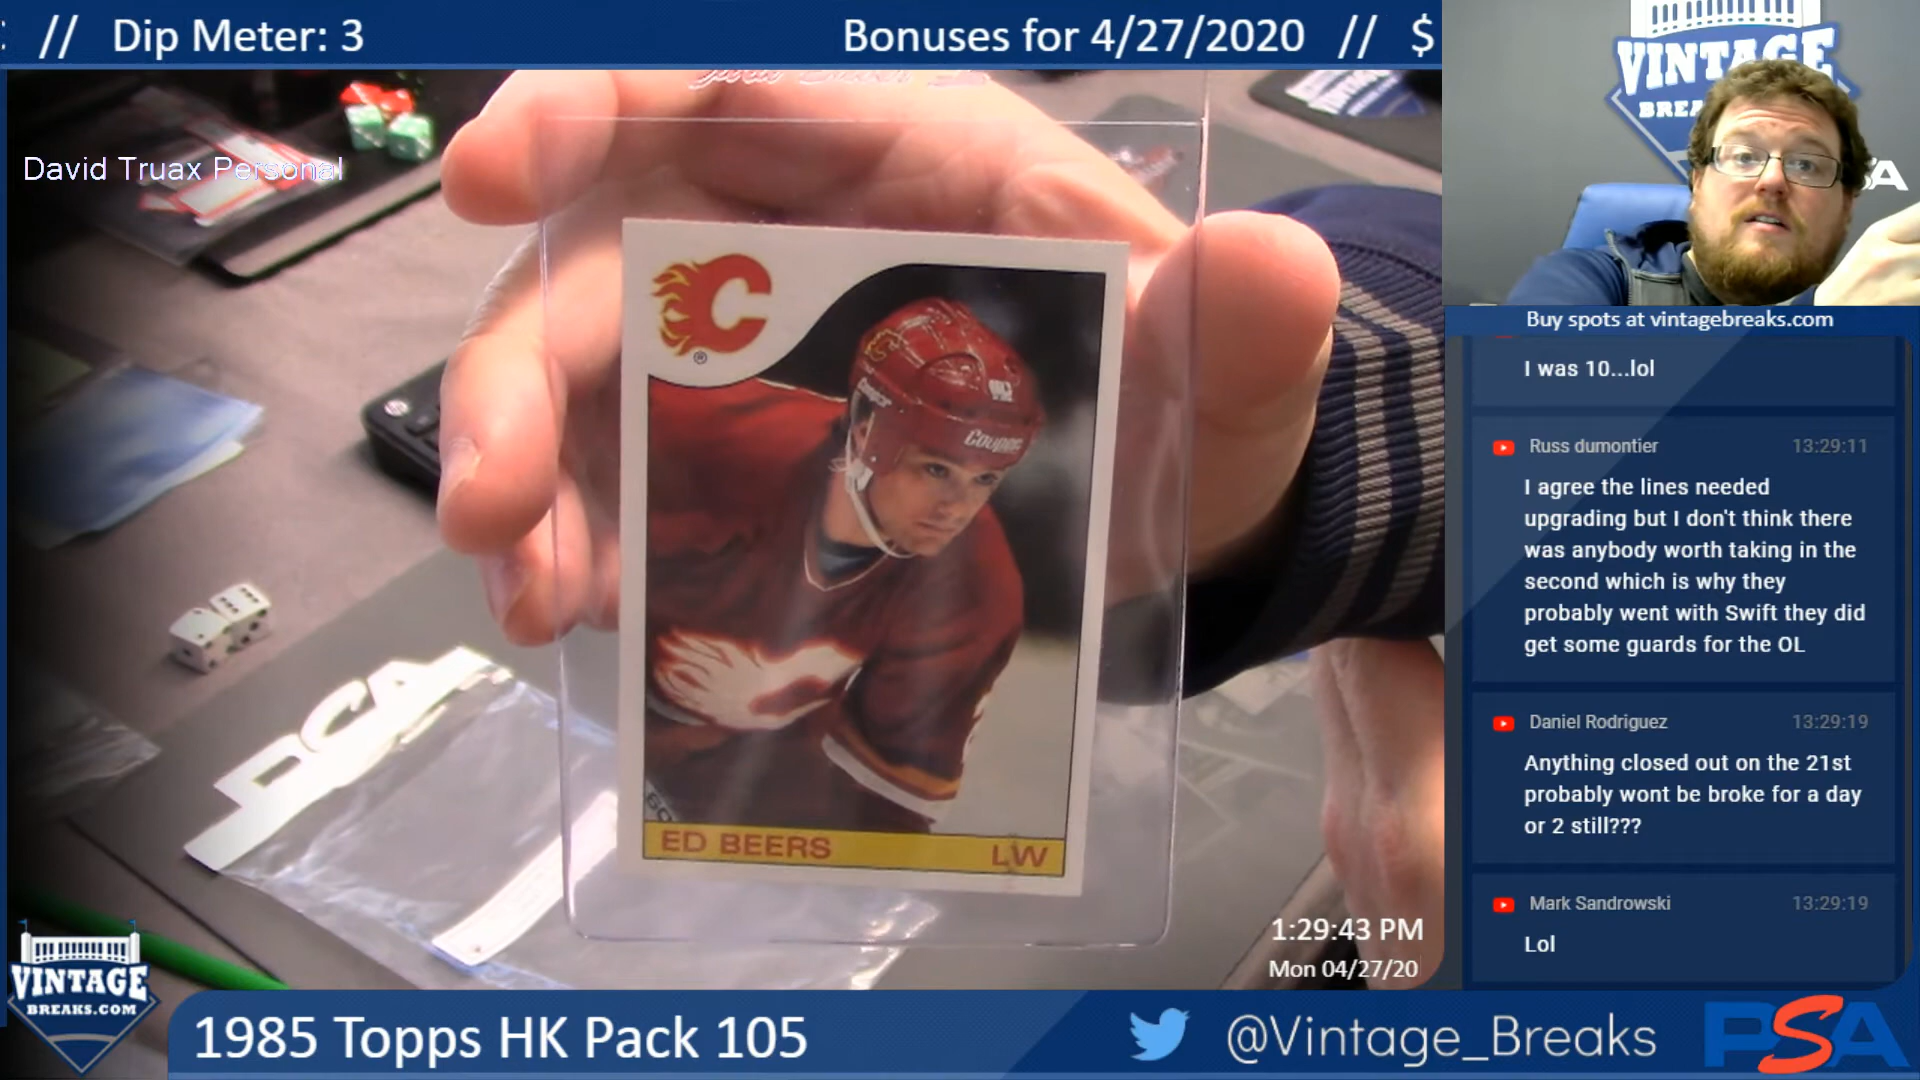 // Dip Meter: 3
Bonuses for 4/27/2020 // $
VINTAGE
David Truax Personal
Buy spots at vintagebreaks.com
I was 10...lol
Russ dumontier 13:29:11
I agree the lines needed
upgrading but I don't think there
was anybody worth taking in the
second which is why they
probably went with Swift they did
get some guards for the OL
Daniel Rodriguez 13:29:19
Anything closed out on the 21st
probably wont be broke for a day
or 2 still???
Mark Sandrowski 13:29:19
Lol
C
®
Cooper
Cooper
ED BEERS LW
1:29:43 PM
Mon 04/27/20
VINTAGE
BREAKS.COM
1985 Topps HK Pack 105
@Vintage_Breaks
PSA